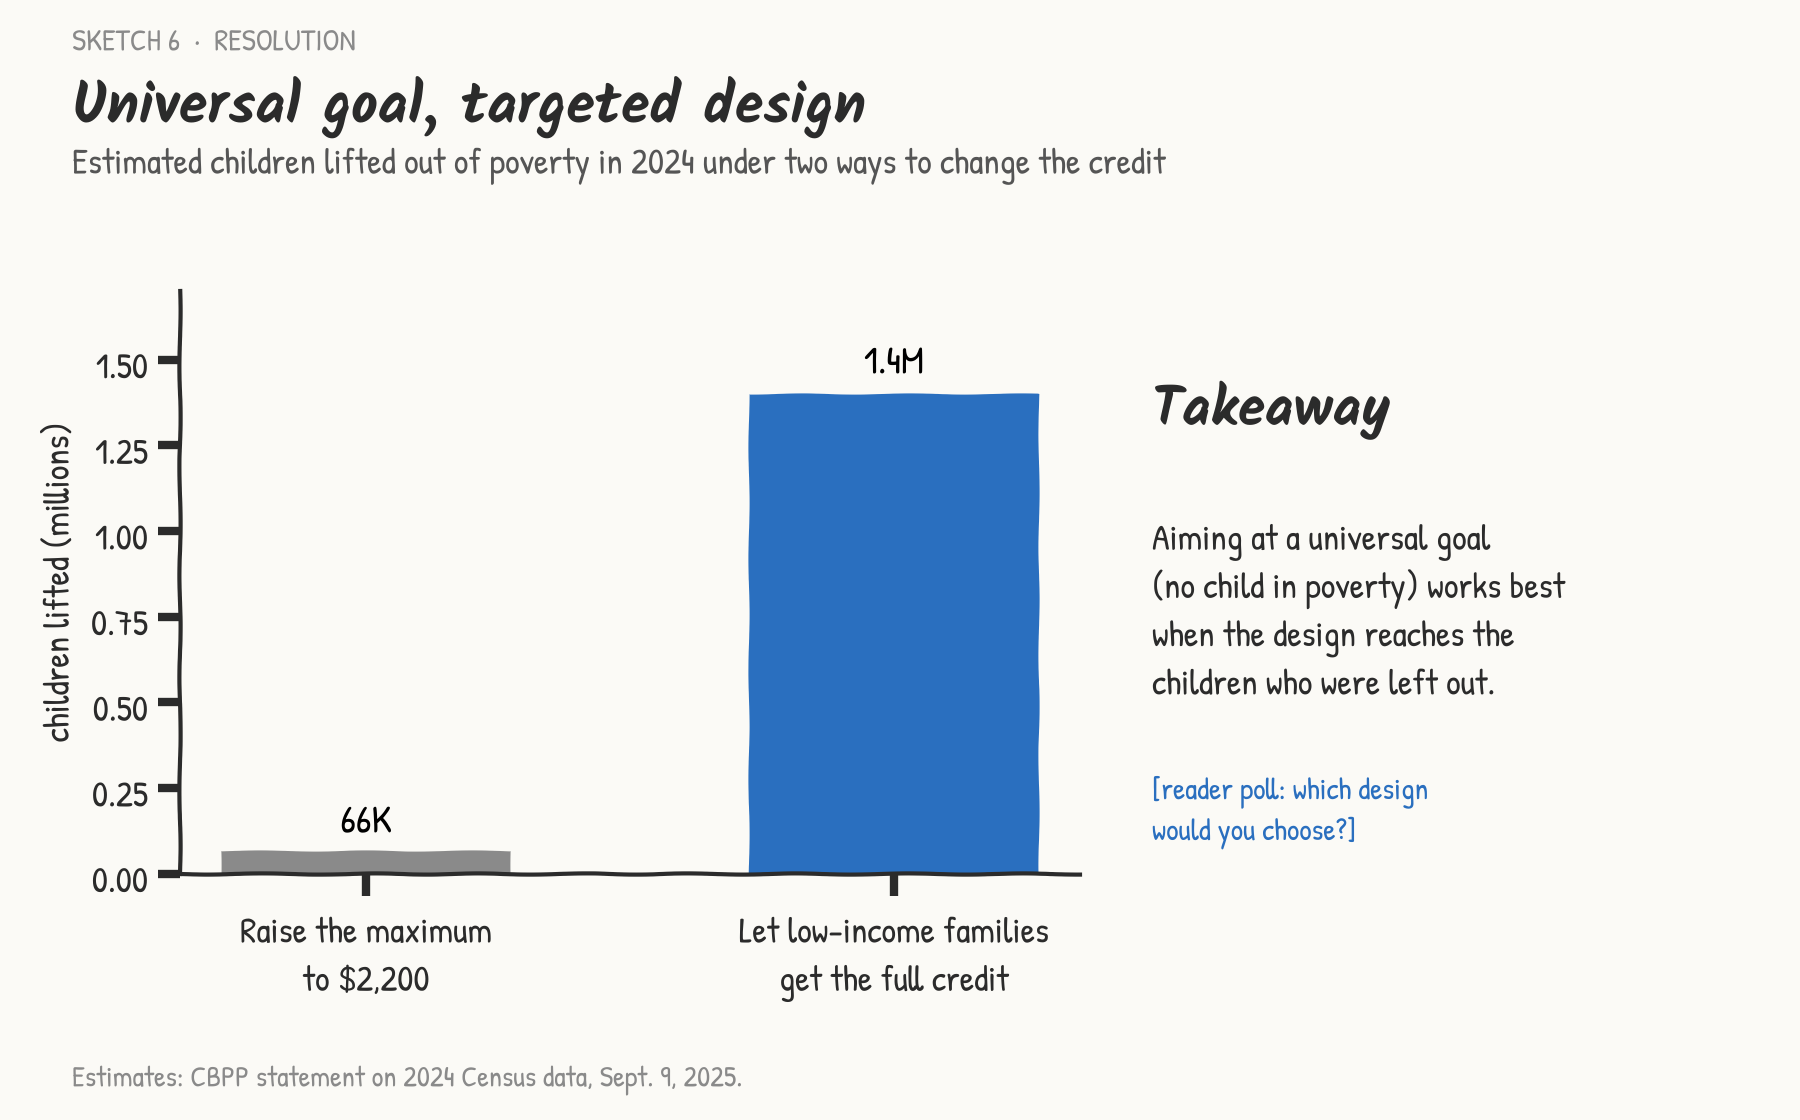 SKETCH 6 · RESOLUTION
Universal goal, targeted design
Estimated children lifted out of poverty in 2024 under two ways to change the credit
children lifted (millions)
1.50
1.25
1.00
0.75
0.50
0.25
0.00
66K
1.4M
Raise the maximum
to $2,200
Let low-income families
get the full credit
Takeaway
Aiming at a universal goal
(no child in poverty) works best
when the design reaches the
children who were left out.
[reader poll: which design
would you choose?]
Estimates: CBPP statement on 2024 Census data, Sept. 9, 2025.